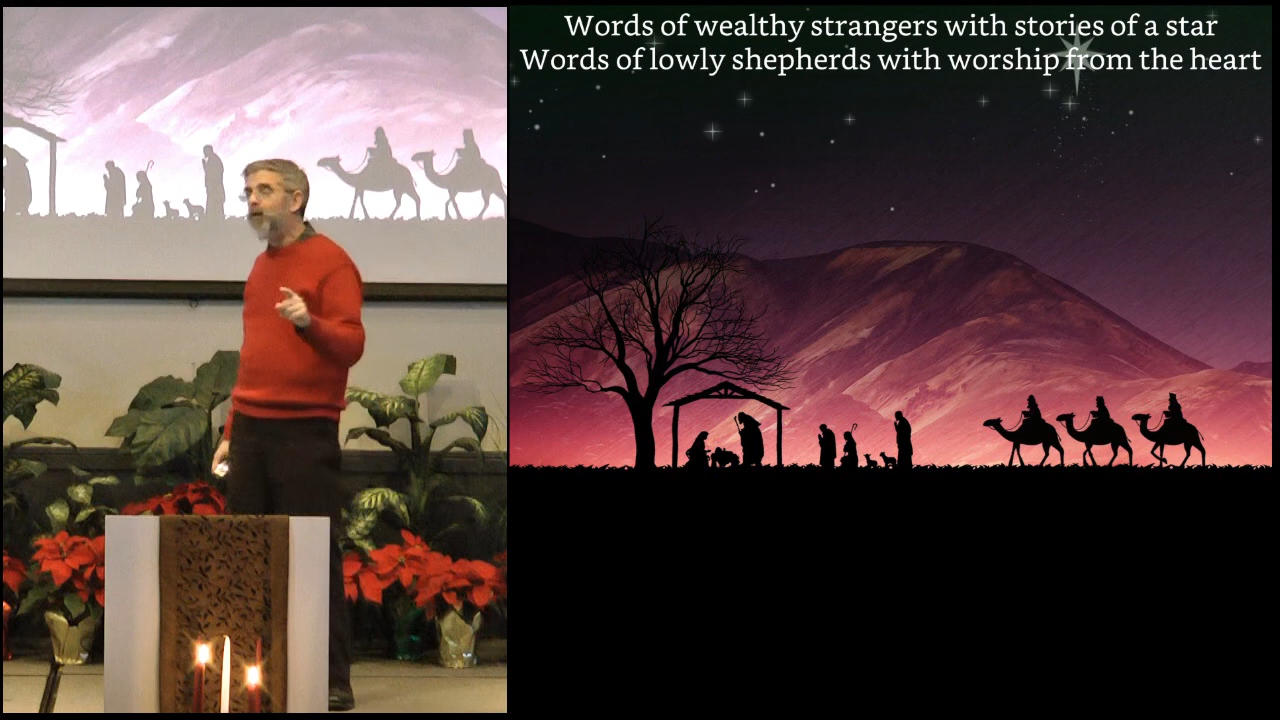 Words of wealthy strangers with stories of a star
Words of lowly shepherds with worship from the heart